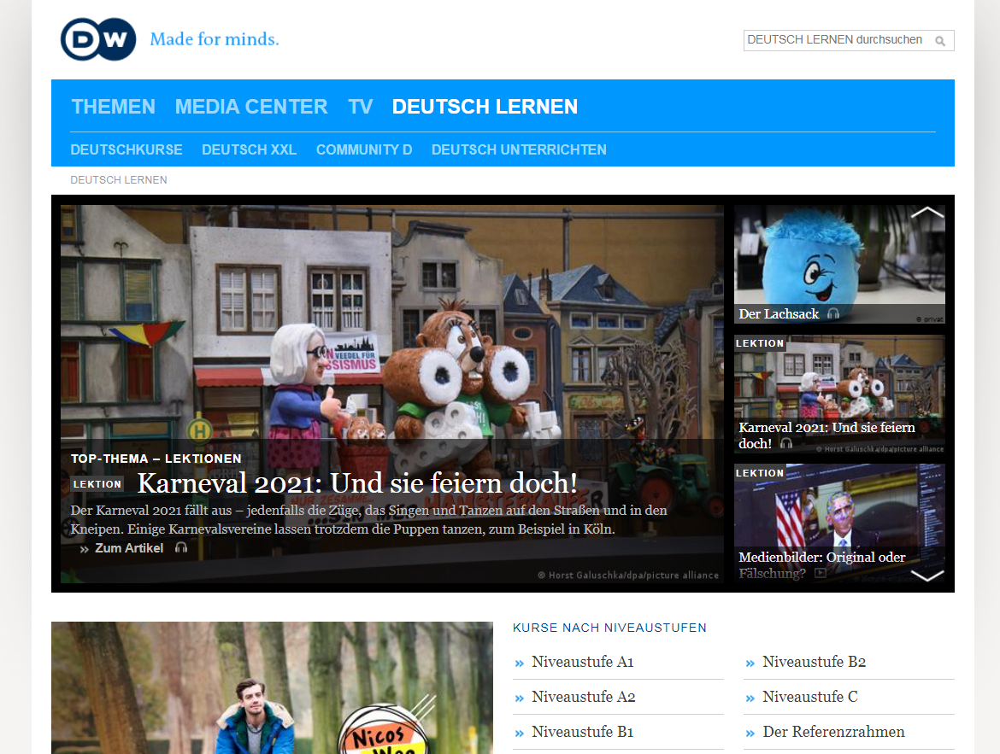 DW
Made for minds.
DEUTSCH LERNEN durchsuchen
THEMEN MEDIA CENTER TV DEUTSCH LERNEN
DEUTSCHKURSE DEUTSCH XXL COMMUNITY D DEUTSCH UNTERRICHTEN
DEUTSCH LERNEN
VEEDEL FÜR
SSISMUS
H
TOP-THEMA – LEKTIONEN
LEKTION Karneval 2021: Und sie feiern doch!
Der Karneval 2021 fällt aus – jedenfalls die Züge, das Singen und Tanzen auf den Straßen und in den
Kneipen. Einige Karnevalsvereine lassen trotzdem die Puppen tanzen, zum Beispiel in Köln.
» Zum Artikel
© Horst Galuschka/dpa/picture alliance
Der Lachsack
© privat
LEKTION
Karneval 2021: Und sie feiern
doch!
© Horst Galuschka/dpa/picture alliance
LEKTION
Medienbilder: Original oder
Fälschung?
Nicos
Weg
KURSE NACH NIVEAUSTUFEN
» Niveaustufe A1
» Niveaustufe A2
» Niveaustufe B1
» Niveaustufe B2
» Niveaustufe C
» Der Referenzrahmen